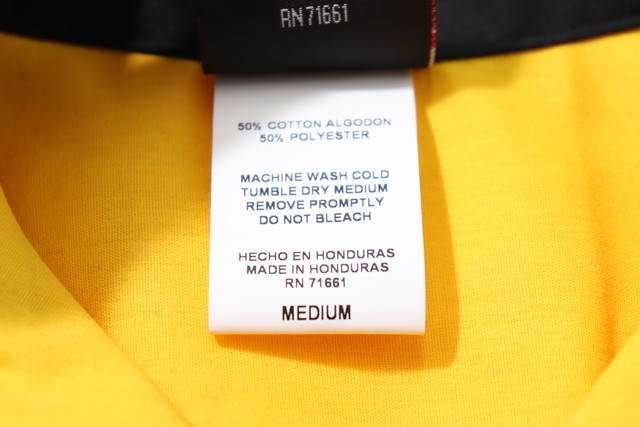 RN 71661
50% COTTON ALGODON
50% POLYESTER
MACHINE WASH COLD
TUMBLE DRY MEDIUM
REMOVE PROMPTLY
DO NOT BLEACH
HECHO EN HONDURAS
MADE IN HONDURAS
RN 71661
MEDIUM